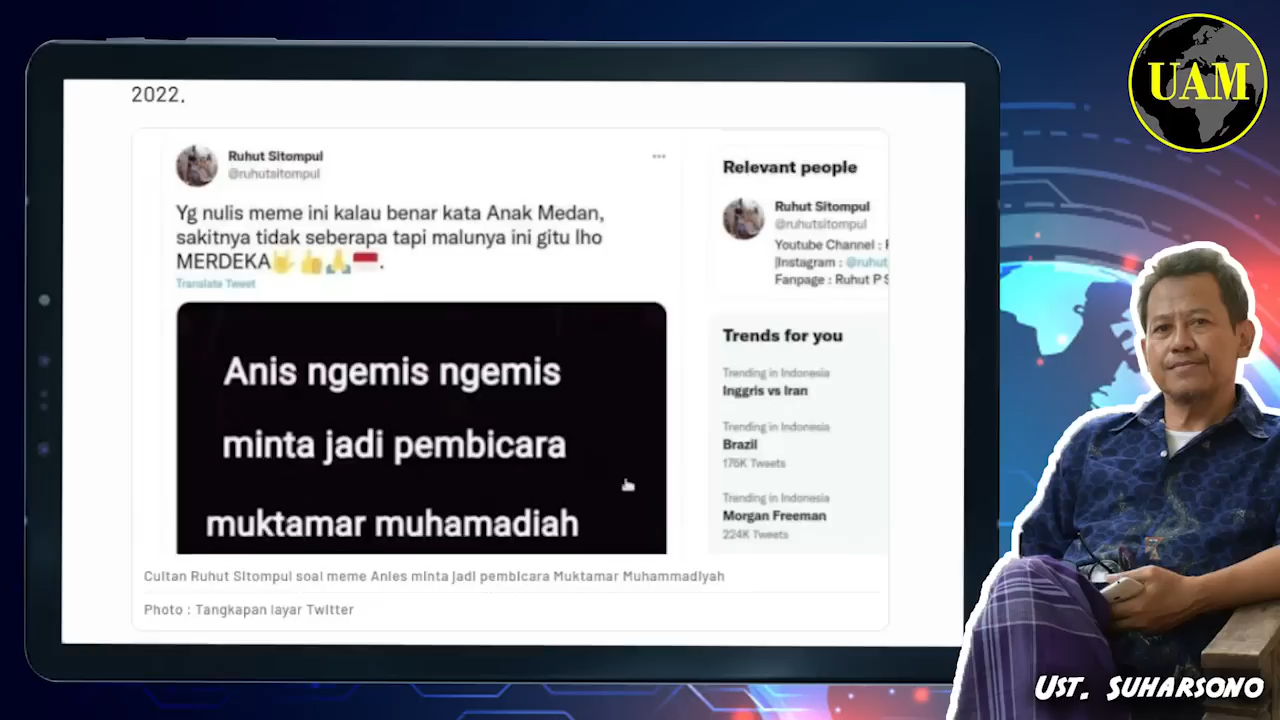 2022.
Ruhut Sitompul
@ruhutsitompul
Yg nulis meme ini kalau benar kata Anak Medan,
sakitnya tidak seberapa tapi malunya ini gitu lho
MERDEKA🤟👍🙏🇮🇩.
Translate Tweet
Anis ngemis ngemis
minta jadi pembicara
muktamar muhamadiah
Relevant people
Ruhut Sitompul
@ruhutsitompul
Youtube Channel : R
Instagram : @ruhut
Fanpage : Ruhut P S
Trends for you
Trending in Indonesia
Inggris vs Iran
Trending in Indonesia
Brazil
176K Tweets
Trending in Indonesia
Morgan Freeman
224K Tweets
Cuitan Ruhut Sitompul soal meme Anies minta jadi pembicara Muktamar Muhammadiyah
Photo : Tangkapan layar Twitter
UAM
UST. SUHARSONO